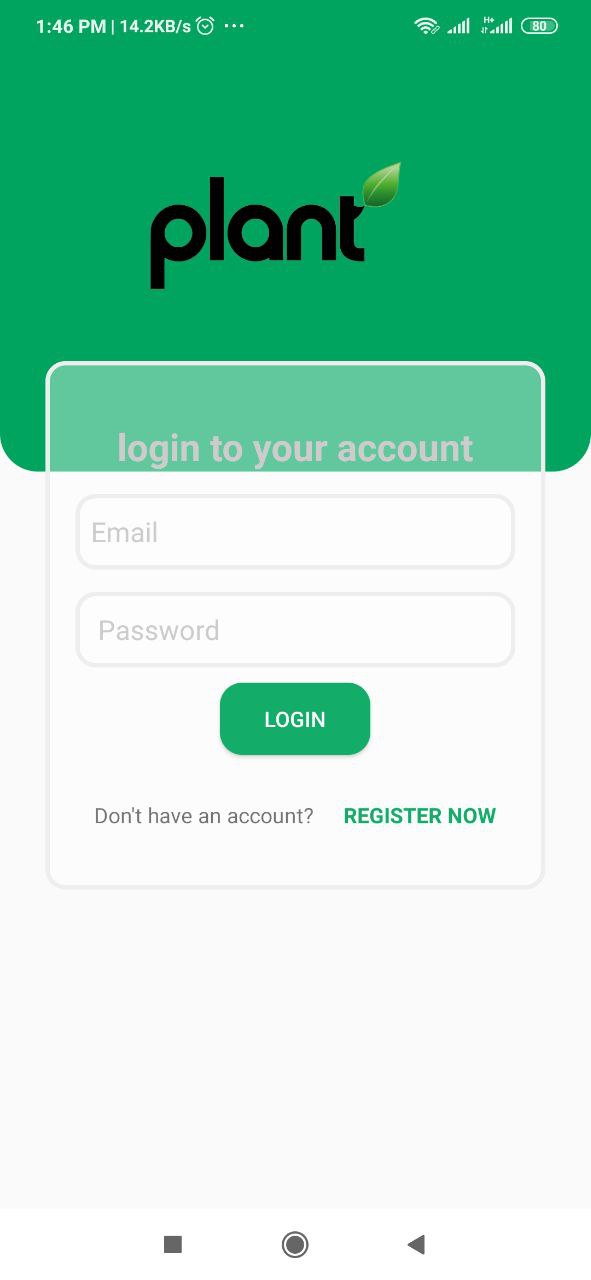 1:46 PM | 14.2KB/s ... H+ 80
plant
login to your account
Email
Password
LOGIN
Don't have an account? REGISTER NOW